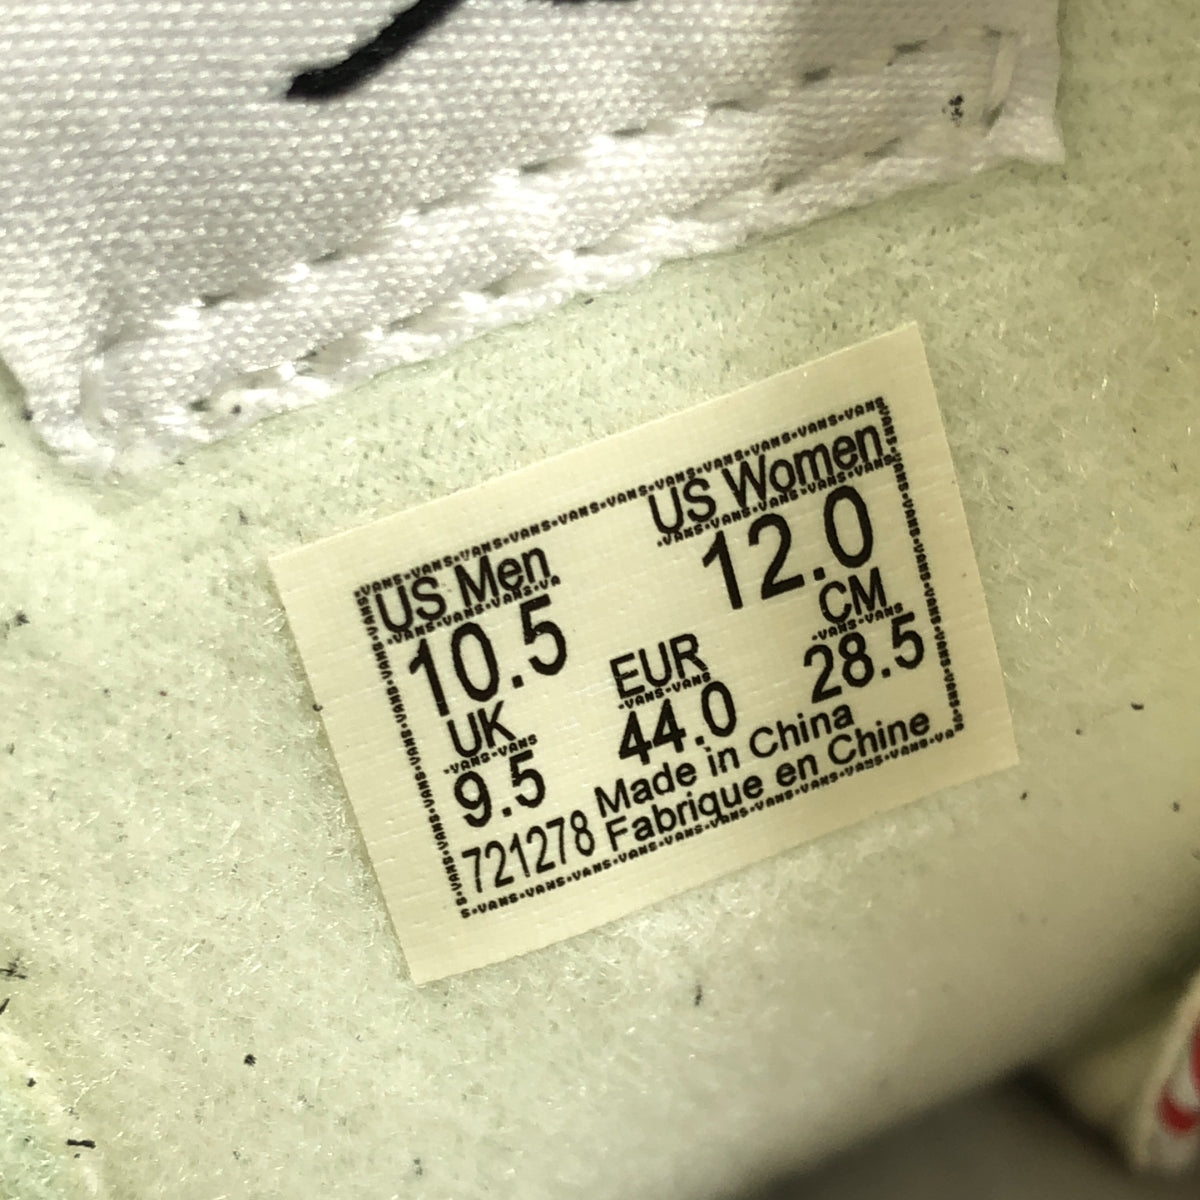 US Men US Women
10.5 12.0
UK EUR CM
9.5 44.0 28.5
721278 Made in China
Fabrique en Chine